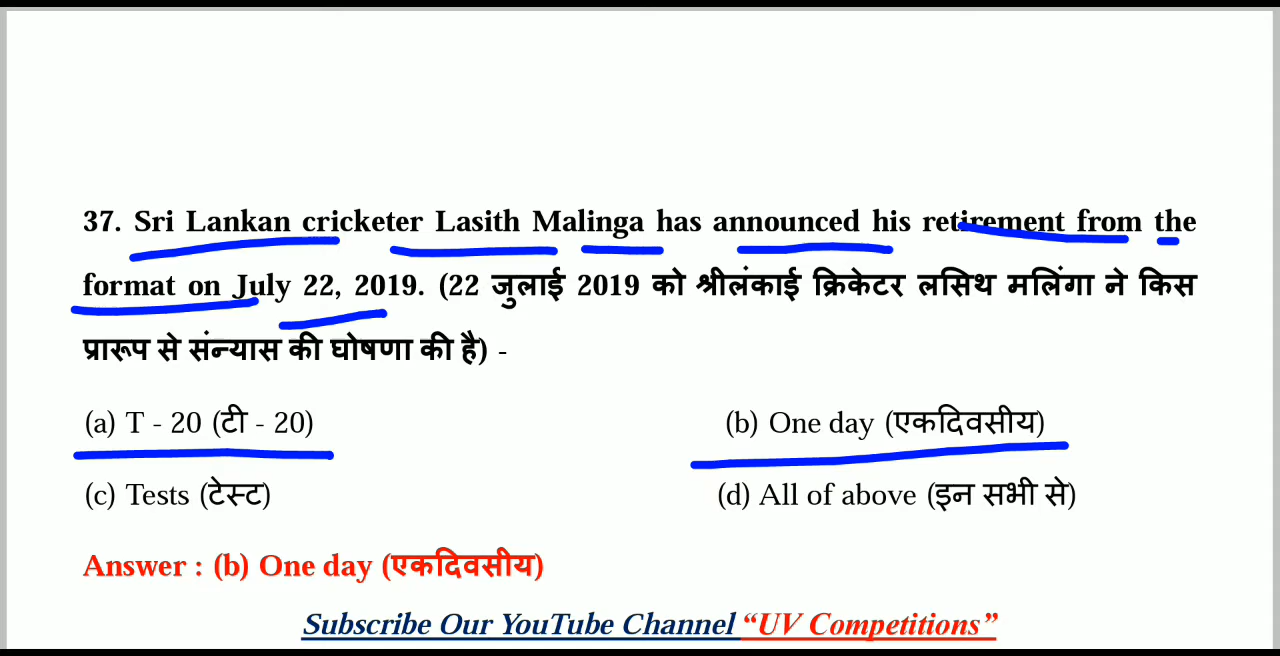 37. Sri Lankan cricketer Lasith Malinga has announced his retirement from the
format on July 22, 2019. (22 जुलाई 2019 को श्रीलंकाई क्रिकेटर लसिथ मलिंगा ने किस
प्रारूप से संन्यास की घोषणा की है) -
(a) T - 20 (टी - 20) (b) One day (एकदिवसीय)
(c) Tests (टेस्ट) (d) All of above (इन सभी से)
Answer : (b) One day (एकदिवसीय)
Subscribe Our YouTube Channel “UV Competitions”